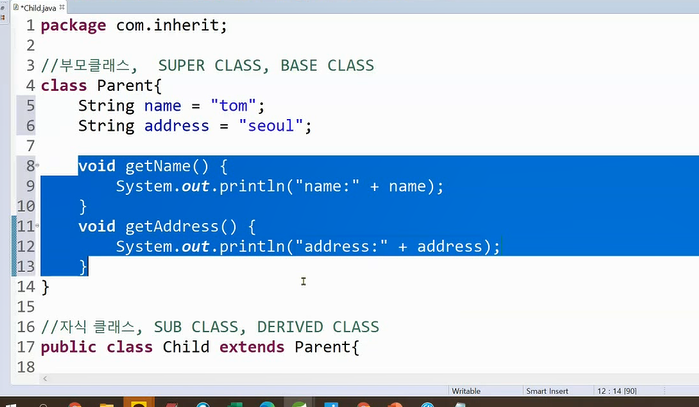 *Child.java
1 package com.inherit;
2
3 //부모클래스,  SUPER CLASS, BASE CLASS
4 class Parent{
5     String name = "tom";
6     String address = "seoul";
7
8     void getName() {
9         System.out.println("name:" + name);
10     }
11     void getAddress() {
12         System.out.println("address:" + address);
13     }
14 }
15
16 //자식 클래스, SUB CLASS, DERIVED CLASS
17 public class Child extends Parent{
18
Writable Smart Insert 12 : 14 [90]